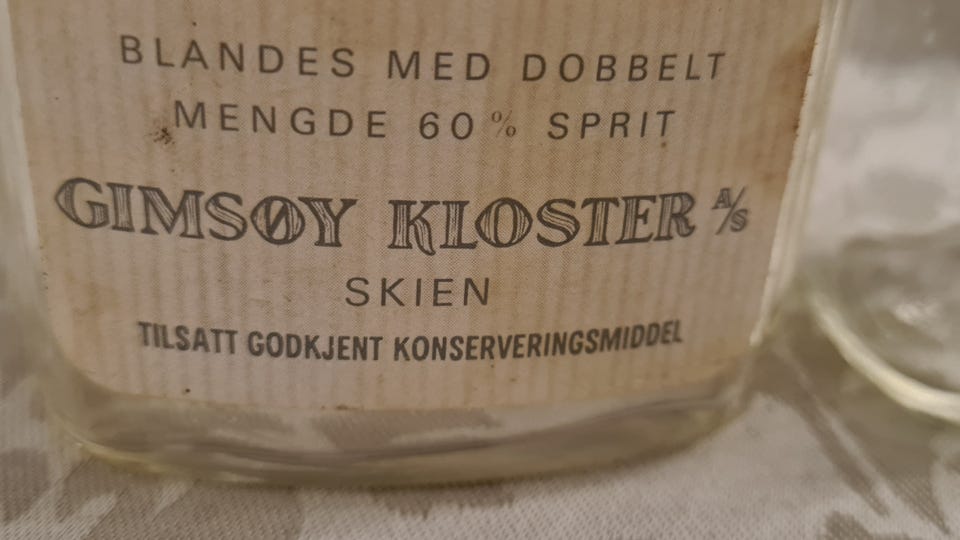 BLANDES MED DOBBELT
MENGDE 60% SPRIT
GIMSØY KLOSTER A/S
SKIEN
TILSATT GODKJENT KONSERVERINGSMIDDEL